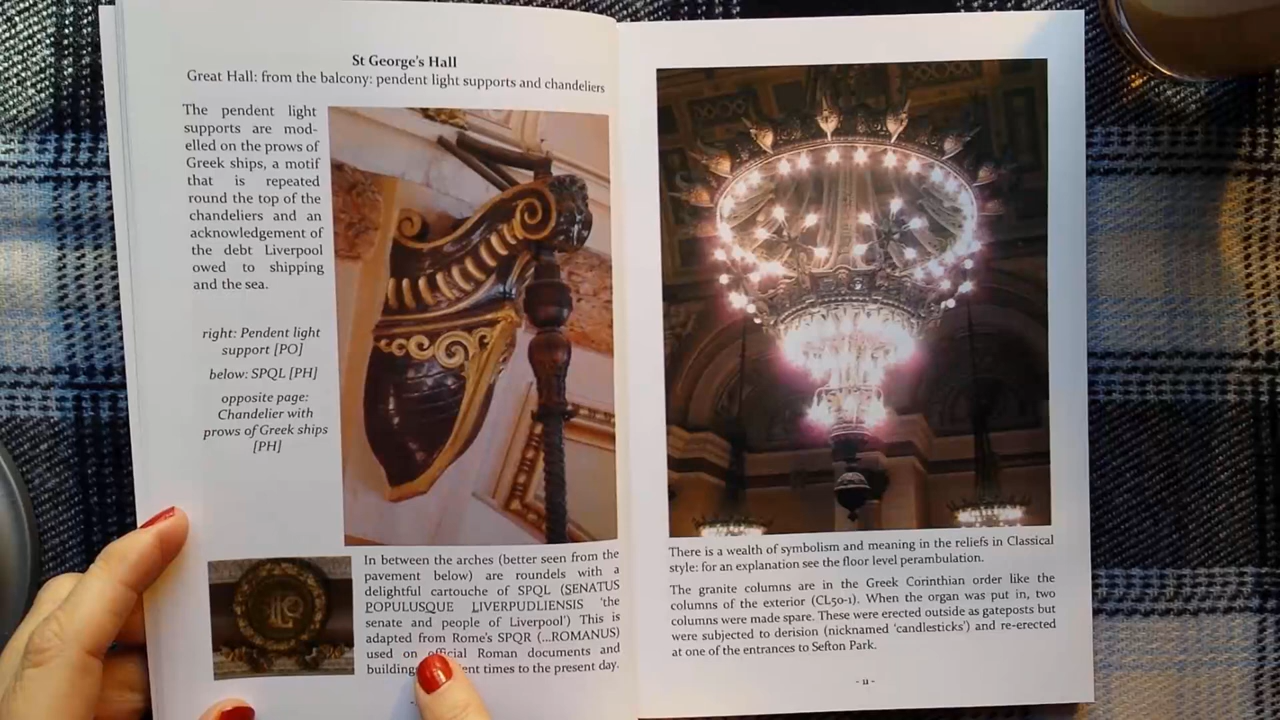 St George's Hall
Great Hall: from the balcony: pendent light supports and chandeliers
The pendent light
supports are mod-
elled on the prows of
Greek ships, a motif
that is repeated
round the top of the
chandeliers and an
acknowledgement of
the debt Liverpool
owed to shipping
and the sea.
right: Pendent light
support [PO]
below: SPQL [PH]
opposite page:
Chandelier with
prows of Greek ships
[PH]
In between the arches (better seen from the
pavement below) are roundels with a
delightful cartouche of SPQL (SENATUS
POPULUSQUE LIVERPUDLIENSIS 'the
senate and people of Liverpool') This is
adapted from Rome's SPQR (...ROMANUS)
used on official Roman documents and
times to the present day.
There is a wealth of symbolism and meaning in the reliefs in Classical
style: for an explanation see the floor level perambulation.
The granite columns are in the Greek Corinthian order like the
columns of the exterior (CL50-1). When the organ was put in, two
columns were made spare. These were erected outside as gateposts but
were subjected to derision (nicknamed 'candlesticks') and re-erected
at one of the entrances to Sefton Park.
- 11 -